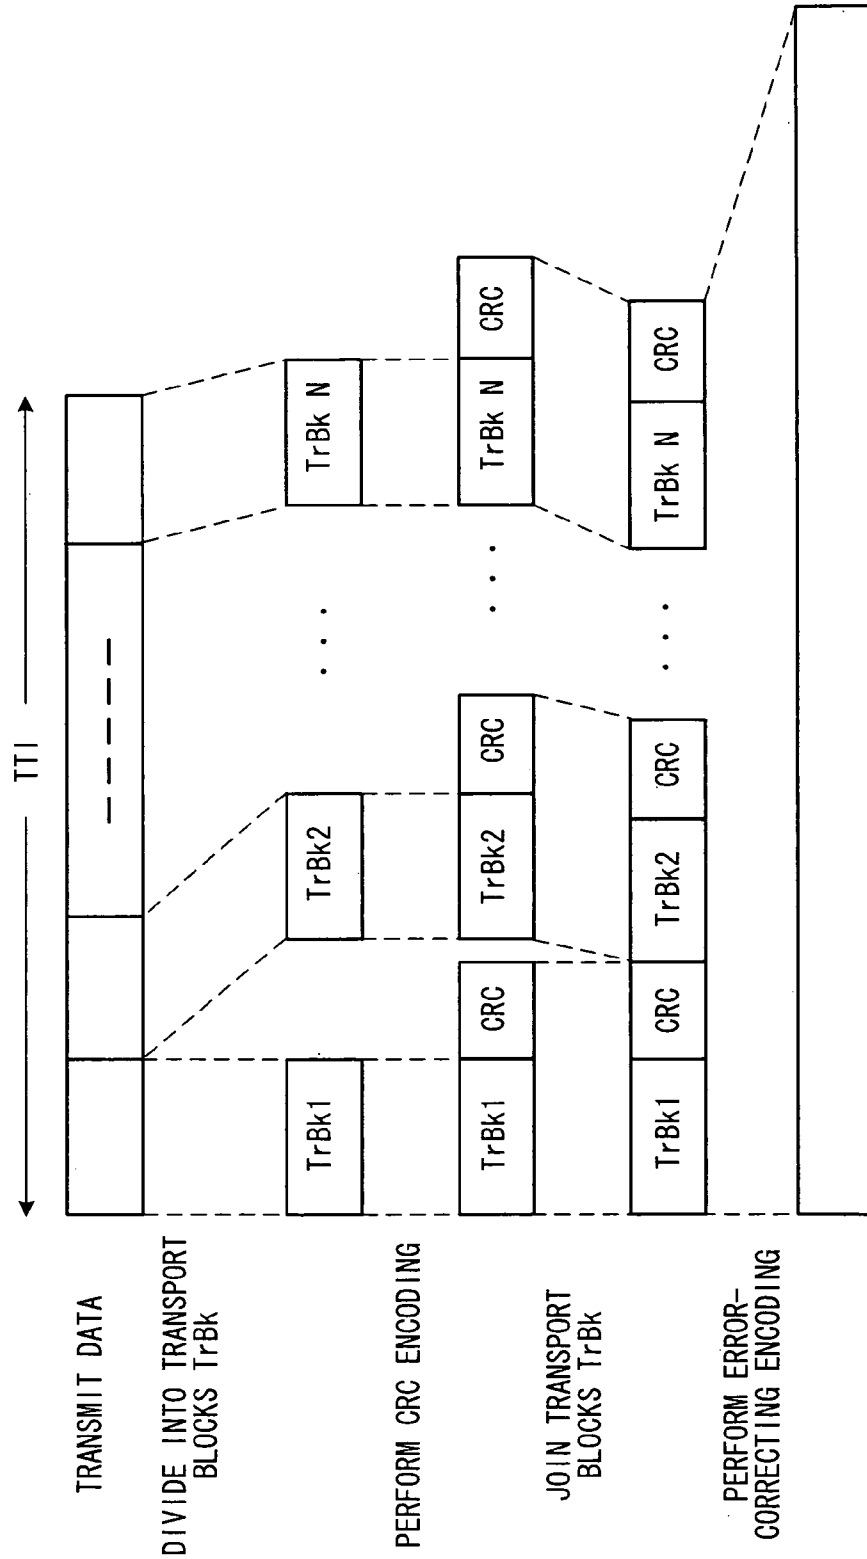 TTI
TRANSMIT DATA
DIVIDE INTO TRANSPORT
BLOCKS TrBk
TrBk1
TrBk2
TrBk N
PERFORM CRC ENCODING
TrBk1
CRC
TrBk2
CRC
TrBk N
CRC
JOIN TRANSPORT
BLOCKS TrBk
TrBk1
CRC
TrBk2
CRC
TrBk N
CRC
PERFORM ERROR-
CORRECTING ENCODING